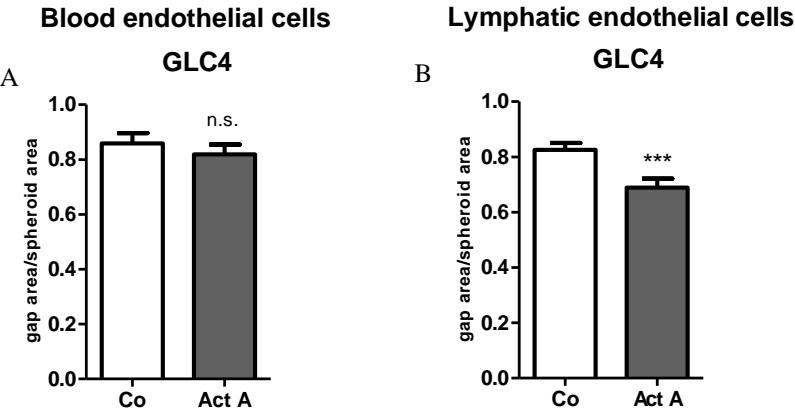 Blood endothelial cells
GLC4
A
n.s.
gap area/spheroid area
1.0
0.8
0.6
0.4
0.2
0.0
Co Act A
Lymphatic endothelial cells
GLC4
B
***
gap area/spheroid area
1.0
0.8
0.6
0.4
0.2
0.0
Co Act A